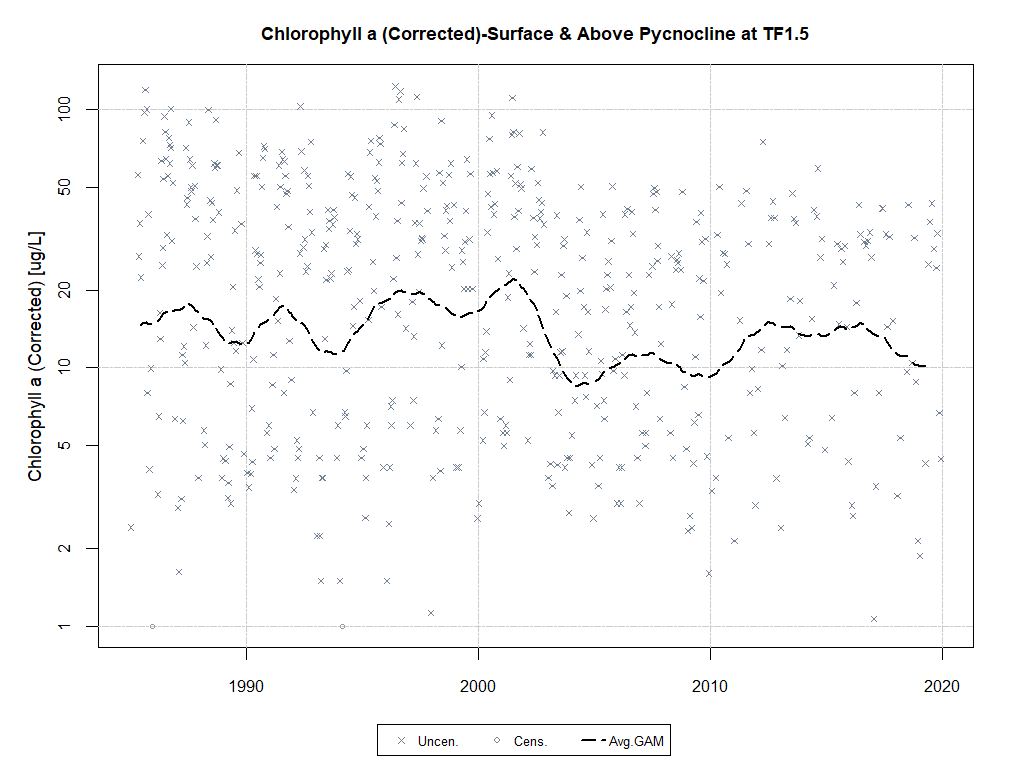 Chlorophyll a (Corrected)-Surface & Above Pycnocline at TF1.5
Chlorophyll a (Corrected) [ug/L]
100
50
20
10
5
2
1
1990 2000 2010 2020
Uncen. Cens. Avg.GAM